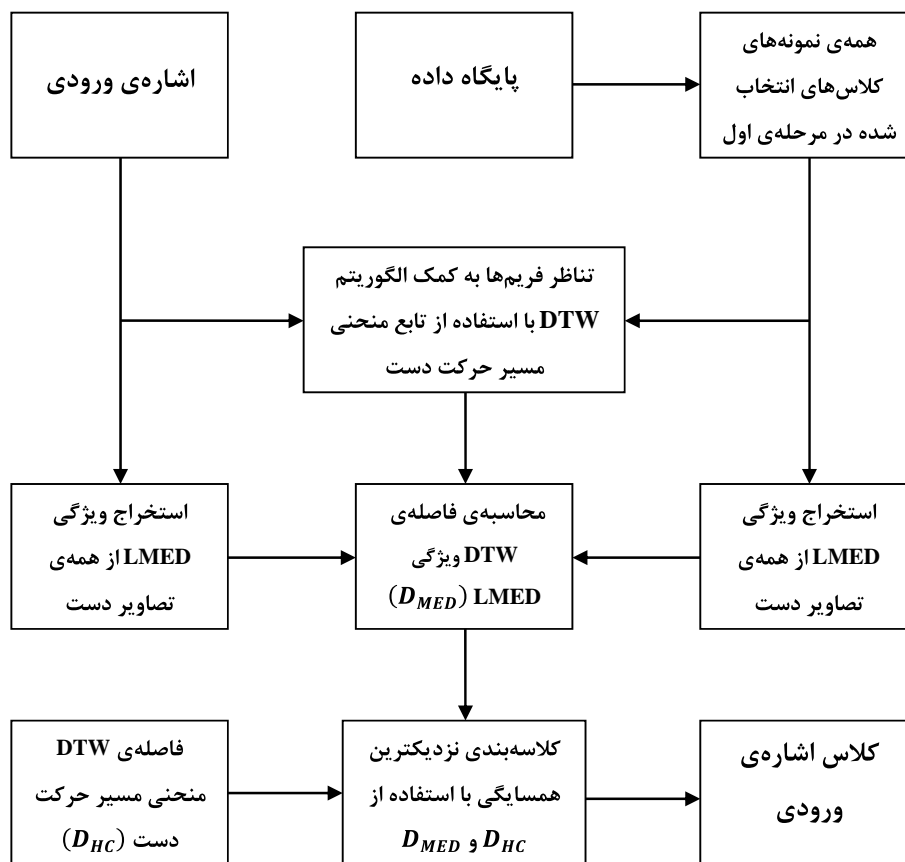 همه‌ی نمونه‌های
کلاس‌های انتخاب
شده در مرحله‌ی اول
پایگاه داده
اشاره‌ی ورودی
تناظر فریم‌ها به کمک الگوریتم
DTW با استفاده از تابع منحنی
مسیر حرکت دست
استخراج ویژگی
LMED از همه‌ی
تصاویر دست
محاسبه‌ی فاصله‌ی
DTW ویژگی
LMED (D_MED)
استخراج ویژگی
LMED از همه‌ی
تصاویر دست
فاصله‌ی DTW
منحنی مسیر حرکت
دست (D_HC)
کلاسه‌بندی نزدیکترین
همسایگی با استفاده از
D_HC و D_MED
کلاس اشاره‌ی
ورودی